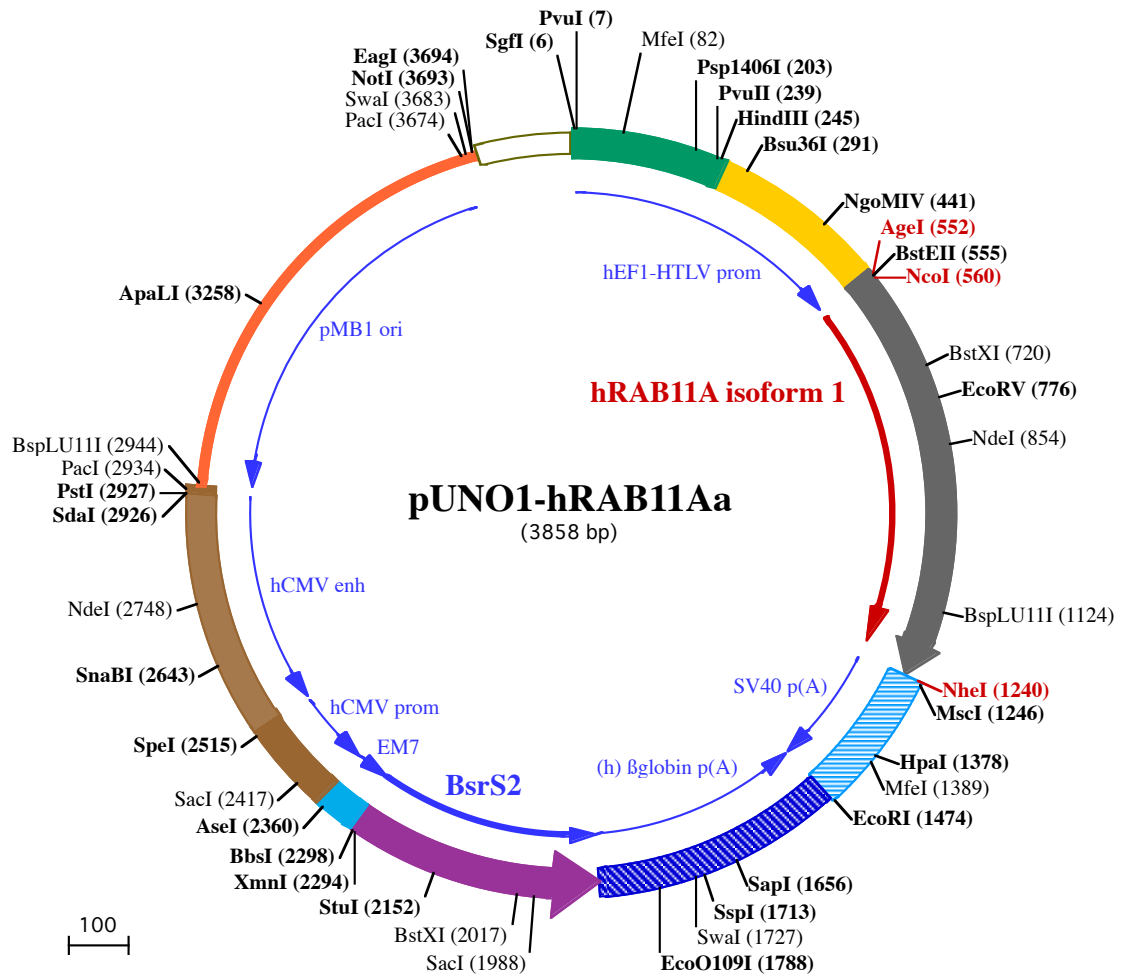 PvuI (7)
SgfI (6)
MfeI (82)
EagI (3694)
NotI (3693)
SwaI (3683)
PacI (3674)
Psp1406I (203)
PvuII (239)
HindIII (245)
Bsu36I (291)
NgoMIV (441)
AgeI (552)
BstEII (555)
NcoI (560)
hEF1-HTLV prom
ApaLI (3258)
pMB1 ori
BstXI (720)
EcoRV (776)
hRAB11A isoform 1
NdeI (854)
BspLU11I (2944)
PacI (2934)
PstI (2927)
SdaI (2926)
pUNO1-hRAB11Aa
(3858 bp)
hCMV enh
NdeI (2748)
BspLU11I (1124)
SnaBI (2643)
SV40 p(A)
NheI (1240)
MscI (1246)
hCMV prom
SpeI (2515)
EM7
(h) ßglobin p(A)
HpaI (1378)
BsrS2
MfeI (1389)
SacI (2417)
EcoRI (1474)
AseI (2360)
BbsI (2298)
XmnI (2294)
SapI (1656)
StuI (2152)
SspI (1713)
100
BstXI (2017)
SwaI (1727)
SacI (1988)
EcoO109I (1788)